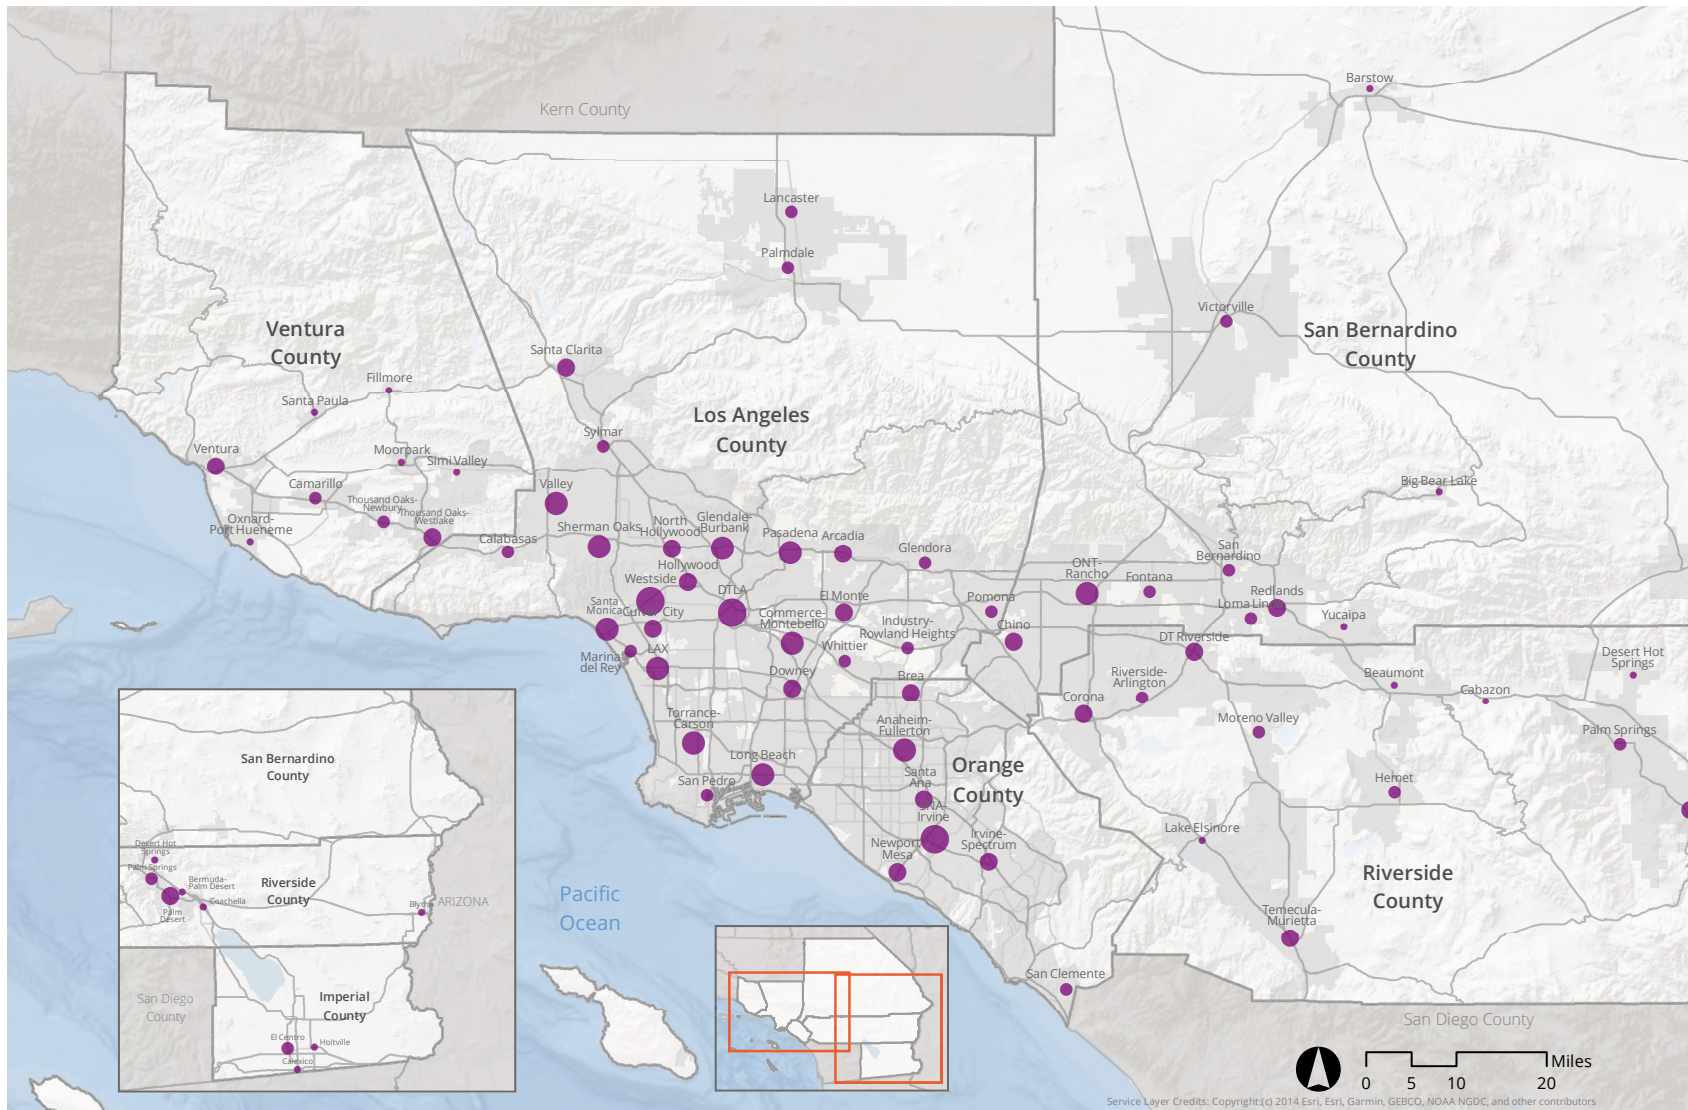 Kern County
Barstow
Lancaster
Palmdale
Victorville
Ventura
County
San Bernardino
County
Santa Clarita
Fillmore
Santa Paula
Los Angeles
County
Sylmar
Ventura
Moorpark
Simi Valley
Camarillo
Valley
Big Bear Lake
Thousand Oaks-
Newbury
Thousand Oaks-
Westlake
Oxnard-
Port Hueneme
Calabasas
Sherman Oaks
North
Hollywood
Glendale-
Burbank
Pasadena
Arcadia
Glendora
Hollywood
Westside
DTLA
Santa
Monica
Culver City
Commerce-
Montebello
El Monte
Industry-
Rowland Heights
Pomona
Chino
ONT-
Rancho
Fontana
San
Bernardino
Redlands
Loma Linda
Yucaipa
DT Riverside
Marina
del Rey
LAX
Whittier
Downey
Brea
Corona
Riverside-
Arlington
Moreno Valley
Beaumont
Cabazon
Desert Hot
Springs
Palm Springs
Torrance-
Carson
Long Beach
San Pedro
Anaheim-
Fullerton
Santa
Ana
SNA-
Irvine
Irvine-
Spectrum
Newport
Mesa
Orange
County
Hemet
Lake Elsinore
Riverside
County
Temecula-
Murietta
San Clemente
San Diego County
Pacific
Ocean
San Bernardino
County
Desert Hot
Springs
Palm Springs
Bermuda-
Palm Desert
Coachella
Palm
Desert
Riverside
County
Blythe
ARIZONA
San Diego
County
Imperial
County
El Centro
Holtville
Calexico
Miles
0 5 10 20
Service Layer Credits: Copyright:(c) 2014 Esri, Esri, Garmin, GEBCO, NOAA NGDC, and other contributors